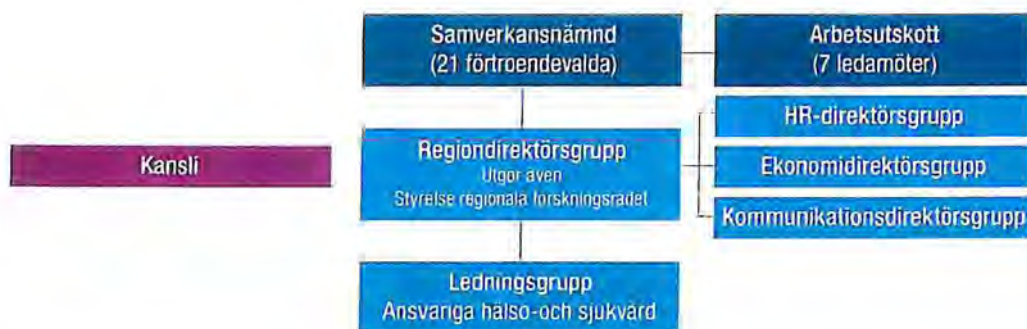 Samverkansnämnd
(21 förtroendevalda)
Arbetsutskott
(7 ledamöter)
HR-direktörsgrupp
Kansli
Regiondirektörsgrupp
Utgör även
Styrelse regionala forskningsrådet
Ekonomidirektörsgrupp
Kommunikationsdirektörsgrupp
Ledningsgrupp
Ansvariga hälso-och sjukvård